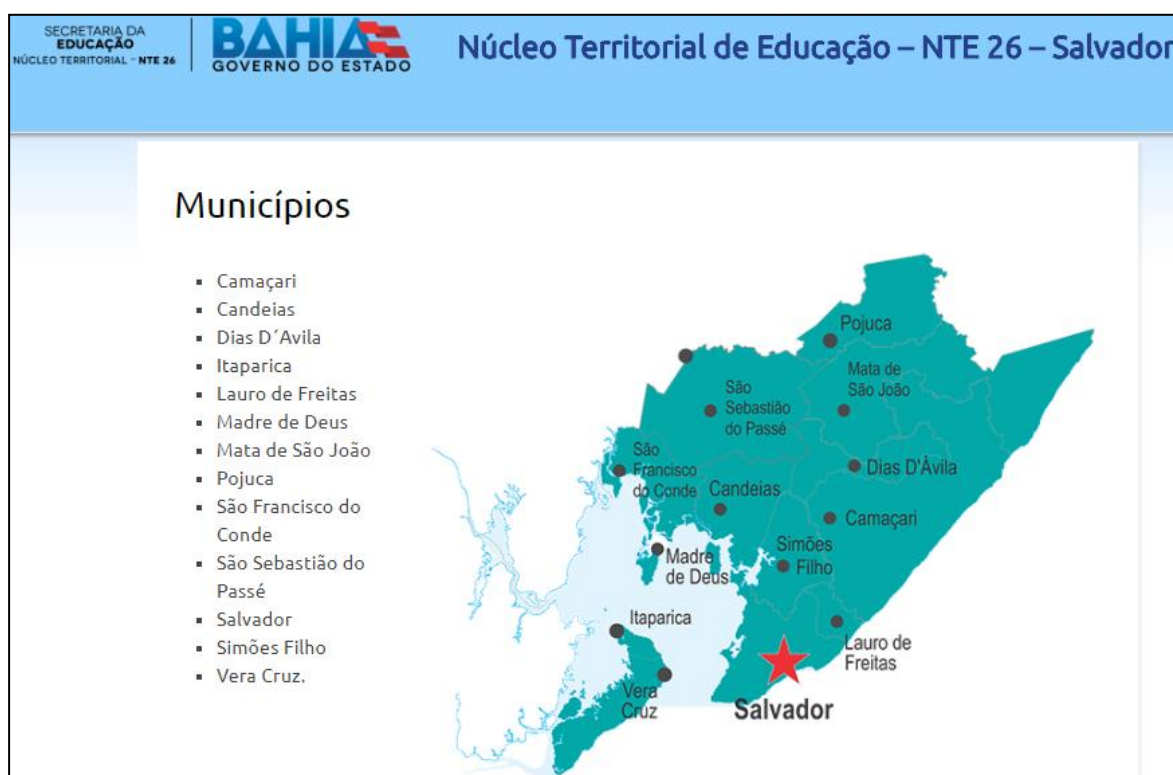 SECRETARIA DA
EDUCAÇÃO
NÚCLEO TERRITORIAL - NTE 26
BAHIA
GOVERNO DO ESTADO
Núcleo Territorial de Educação – NTE 26 – Salvador
Municípios
▪ Camaçari
▪ Candeias
▪ Dias D´Avila
▪ Itaparica
▪ Lauro de Freitas
▪ Madre de Deus
▪ Mata de São João
▪ Pojuca
▪ São Francisco do
Conde
▪ São Sebastião do
Passé
▪ Salvador
▪ Simões Filho
▪ Vera Cruz.
Pojuca
Mata de
São João
São
Sebastião
do Passé
São
Francisco
do Conde
Candeias
Dias D'Ávila
Camaçari
Simões
Filho
Madre
de Deus
Itaparica
Lauro de
Freitas
Vera
Cruz
Salvador